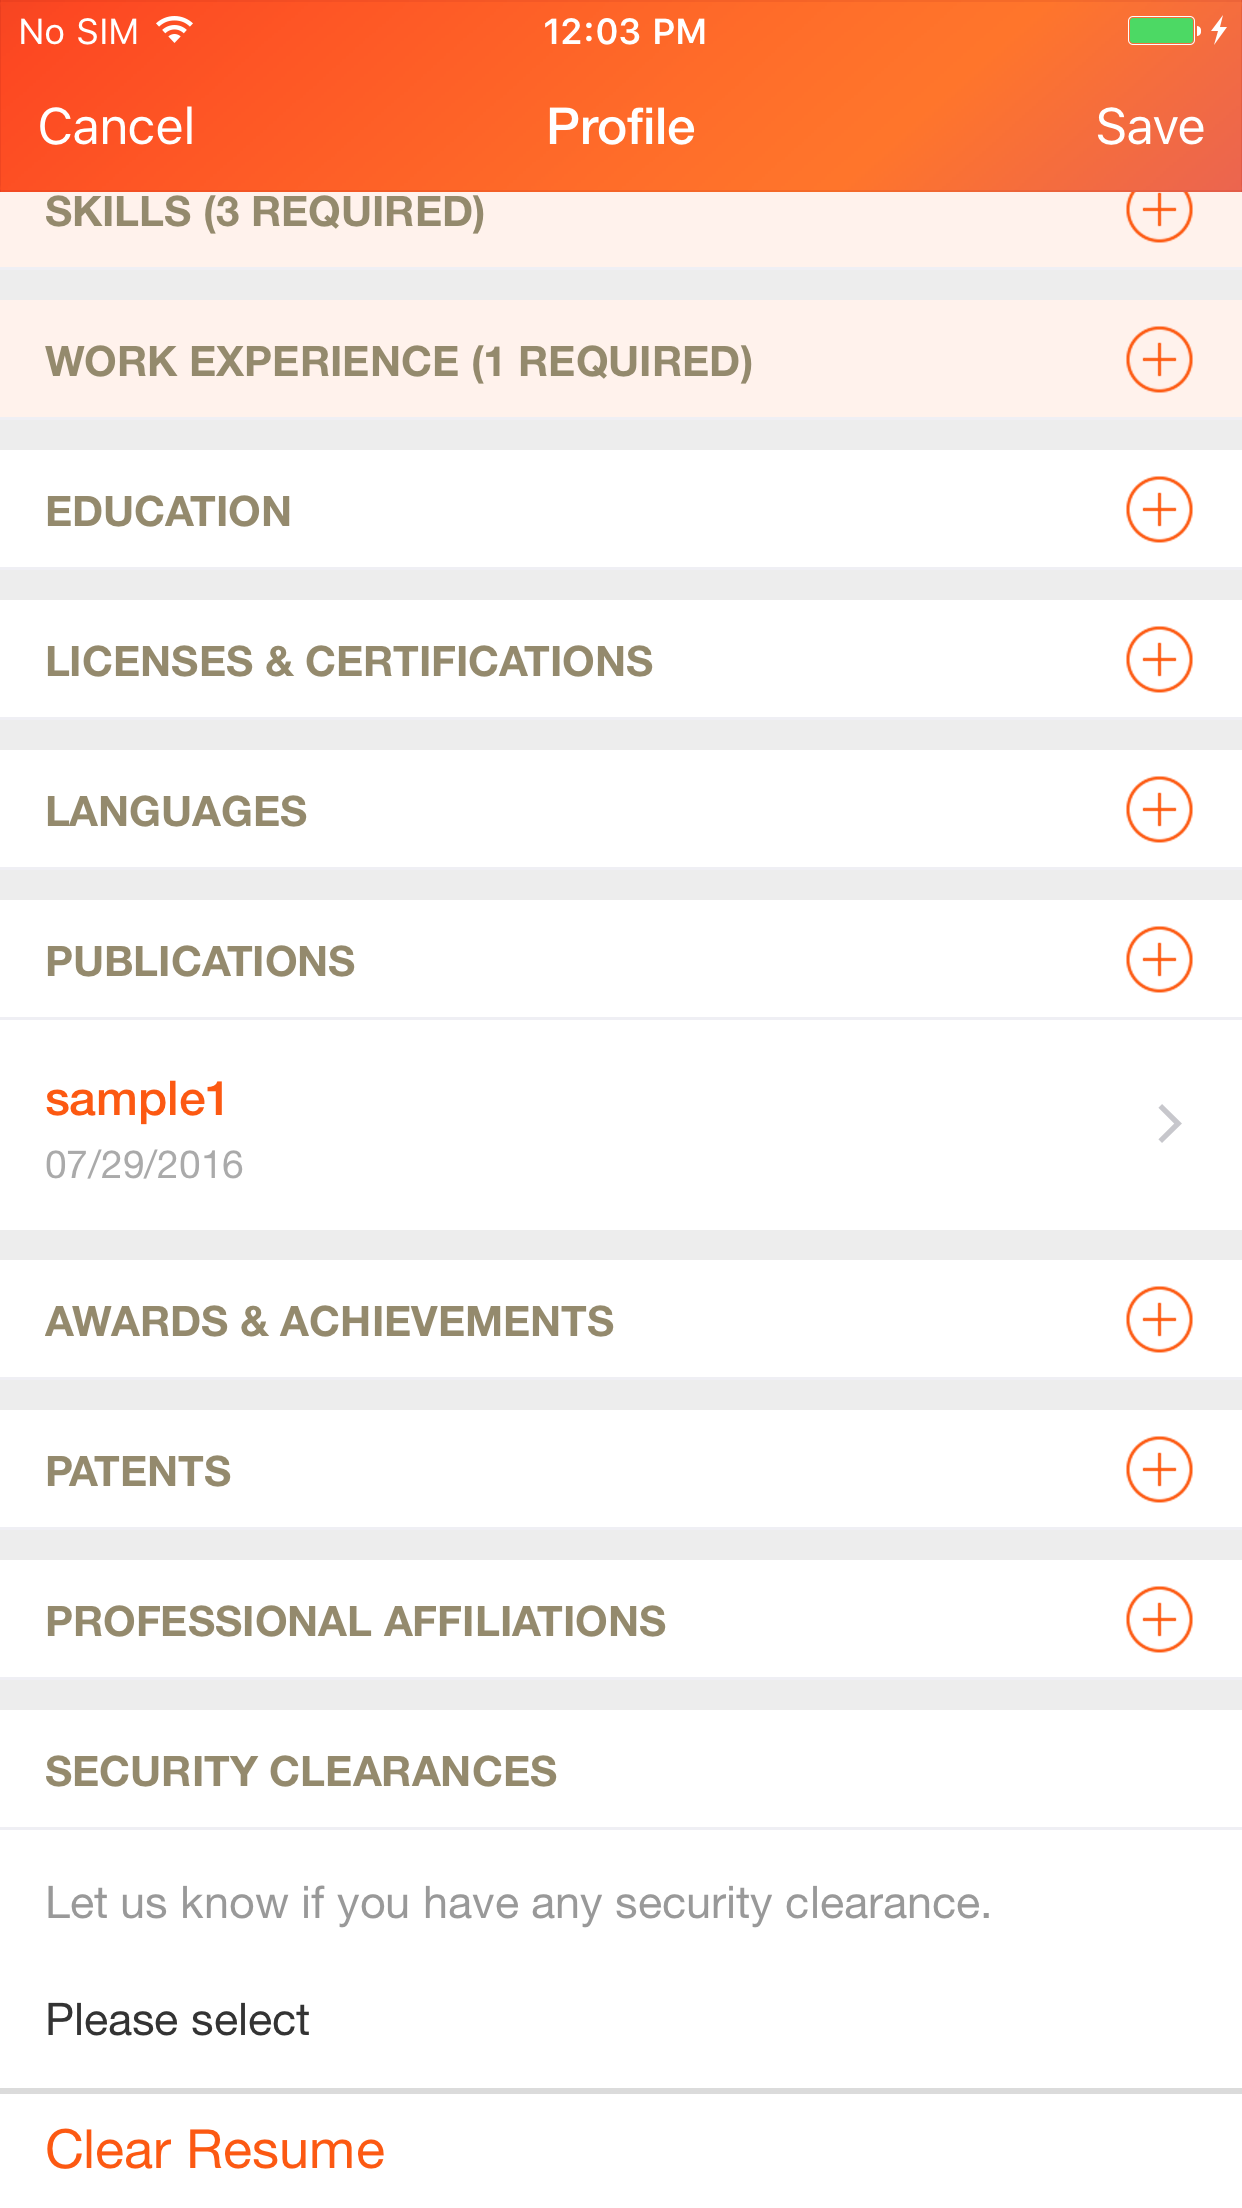 No SIM 12:03 PM
Cancel Profile Save
SKILLS (3 REQUIRED)
WORK EXPERIENCE (1 REQUIRED)
EDUCATION
LICENSES & CERTIFICATIONS
LANGUAGES
PUBLICATIONS
sample1
07/29/2016
AWARDS & ACHIEVEMENTS
PATENTS
PROFESSIONAL AFFILIATIONS
SECURITY CLEARANCES
Let us know if you have any security clearance.
Please select
Clear Resume